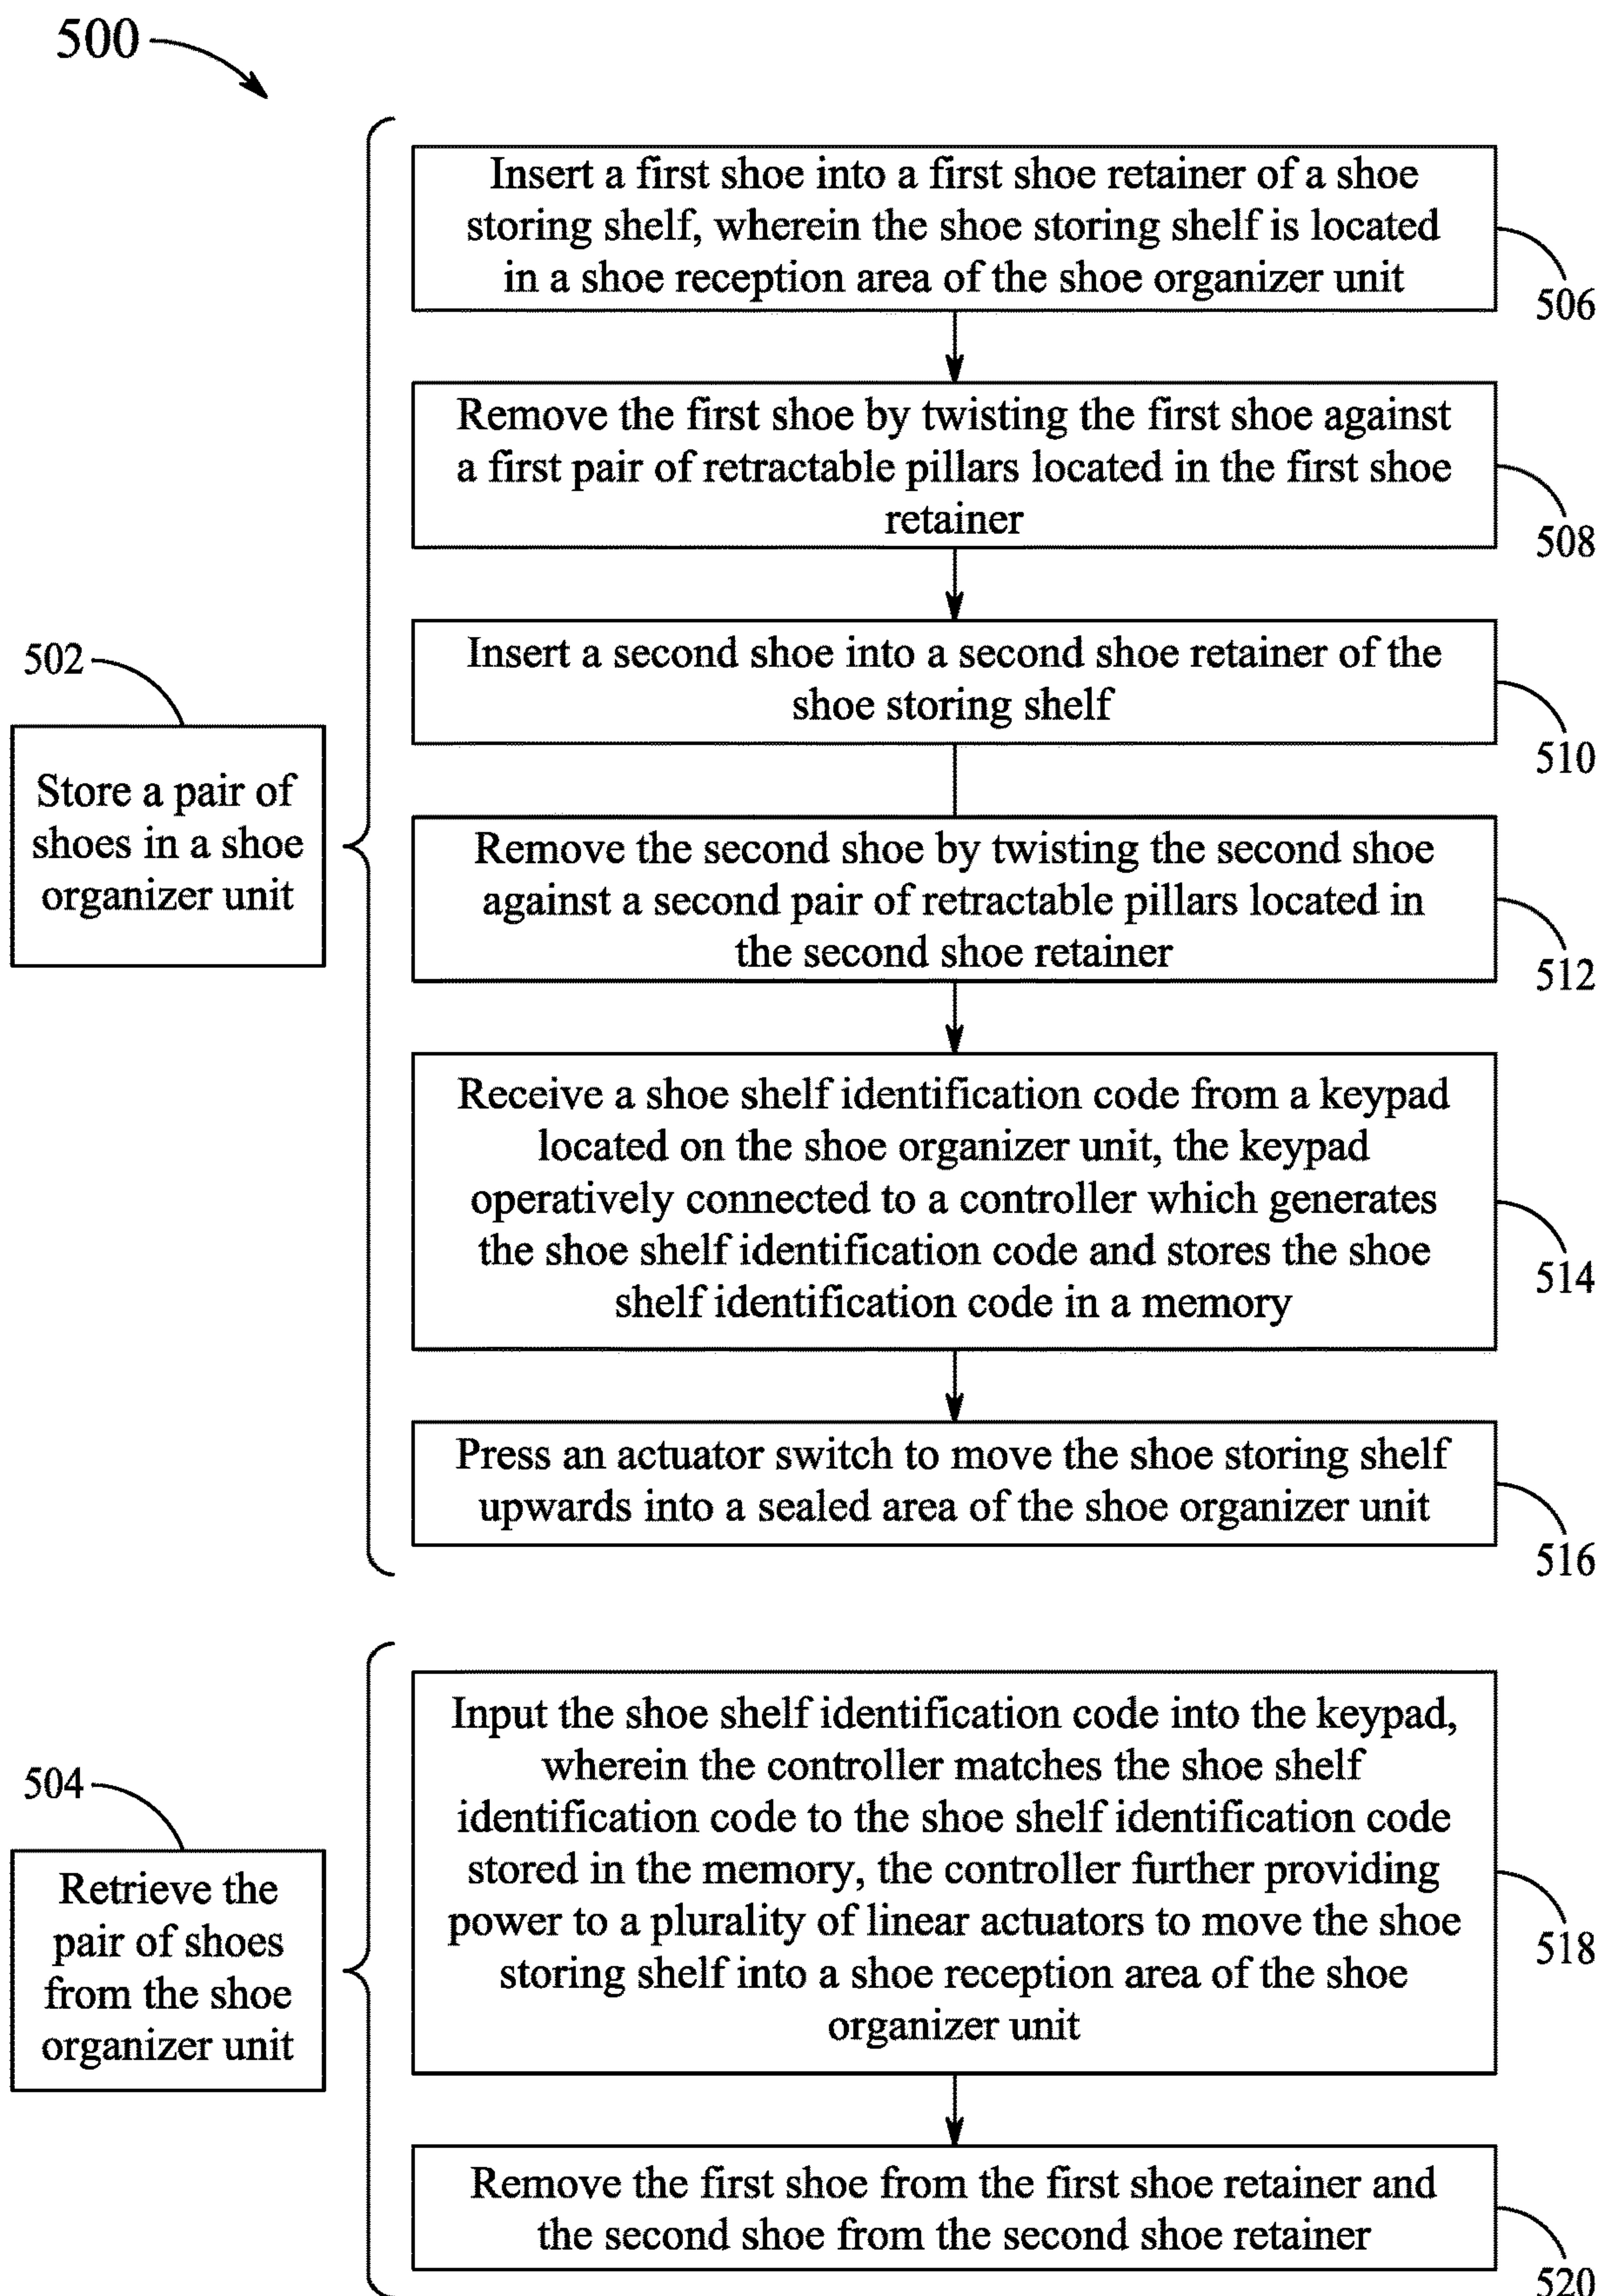 500
Insert a first shoe into a first shoe retainer of a shoe
storing shelf, wherein the shoe storing shelf is located
in a shoe reception area of the shoe organizer unit
506
Remove the first shoe by twisting the first shoe against
a first pair of retractable pillars located in the first shoe
retainer
508
Insert a second shoe into a second shoe retainer of the
shoe storing shelf
510
502
Store a pair of
shoes in a shoe
organizer unit
Remove the second shoe by twisting the second shoe
against a second pair of retractable pillars located in
the second shoe retainer
512
Receive a shoe shelf identification code from a keypad
located on the shoe organizer unit, the keypad
operatively connected to a controller which generates
the shoe shelf identification code and stores the shoe
shelf identification code in a memory
514
Press an actuator switch to move the shoe storing shelf
upwards into a sealed area of the shoe organizer unit
516
504
Retrieve the
pair of shoes
from the shoe
organizer unit
Input the shoe shelf identification code into the keypad,
wherein the controller matches the shoe shelf
identification code to the shoe shelf identification code
stored in the memory, the controller further providing
power to a plurality of linear actuators to move the shoe
storing shelf into a shoe reception area of the shoe
organizer unit
518
Remove the first shoe from the first shoe retainer and
the second shoe from the second shoe retainer
520